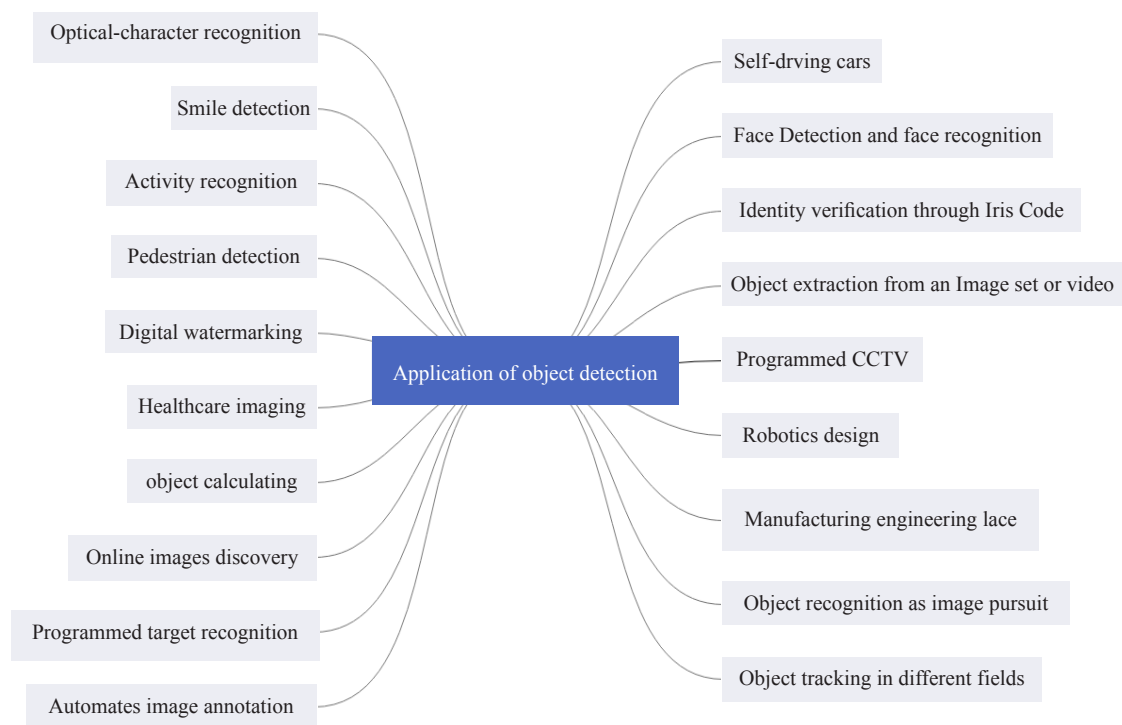 Optical-character recognition
Smile detection
Activity recognition
Pedestrian detection
Digital watermarking
Healthcare imaging
object calculating
Online images discovery
Programmed target recognition
Automates image annotation
Application of object detection
Self-drving cars
Face Detection and face recognition
Identity verification through Iris Code
Object extraction from an Image set or video
Programmed CCTV
Robotics design
Manufacturing engineering lace
Object recognition as image pursuit
Object tracking in different fields